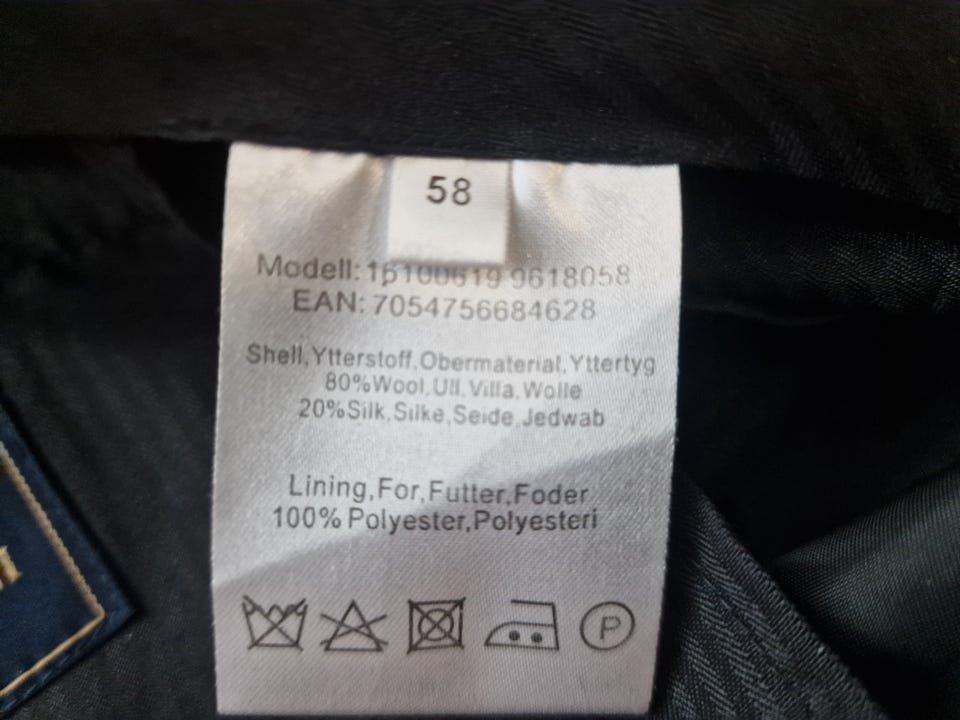 58
Modell: 16100619 9618058
EAN: 7054756684628
Shell,Ytterstoff,Obermaterial,Yttertyg
80%Wool,Ull,Villa,Wolle
20%Silk,Silke,Seide,Jedwab
Lining,For,Futter,Foder
100% Polyester,Polyesteri
P